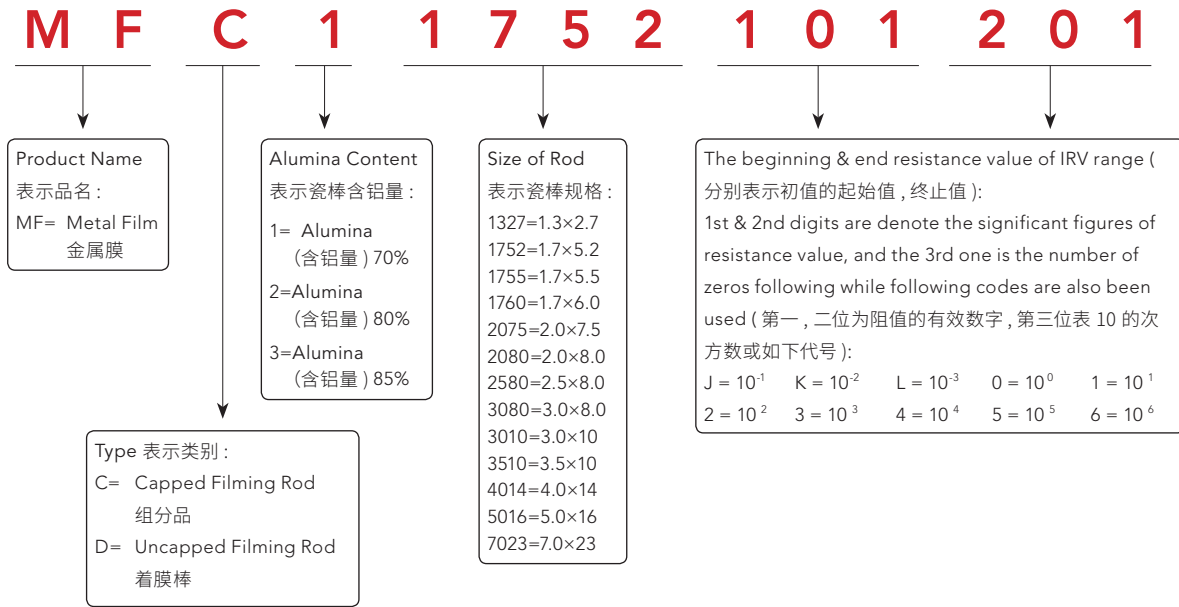 M F C 1 1 7 5 2 1 0 1 2 0 1
Product Name
表示品名 :
MF= Metal Film
金属膜
Alumina Content
表示瓷棒含铝量 :
1= Alumina
(含铝量 ) 70%
2=Alumina
(含铝量 ) 80%
3=Alumina
(含铝量 ) 85%
Size of Rod
表示瓷棒规格 :
1327=1.3×2.7
1752=1.7×5.2
1755=1.7×5.5
1760=1.7×6.0
2075=2.0×7.5
2080=2.0×8.0
2580=2.5×8.0
3080=3.0×8.0
3010=3.0×10
3510=3.5×10
4014=4.0×14
5016=5.0×16
7023=7.0×23
The beginning & end resistance value of IRV range (
分别表示初值的起始值 , 终止值 ):
1st & 2nd digits are denote the significant figures of
resistance value, and the 3rd one is the number of
zeros following while following codes are also been
used ( 第一 , 二位为阻值的有效数字 , 第三位表 10 的次
方数或如下代号 ):
J = 10⁻¹ K = 10⁻² L = 10⁻³ 0 = 10⁰ 1 = 10¹
2 = 10² 3 = 10³ 4 = 10⁴ 5 = 10⁵ 6 = 10⁶
Type 表示类别 :
C= Capped Filming Rod
组分品
D= Uncapped Filming Rod
着膜棒